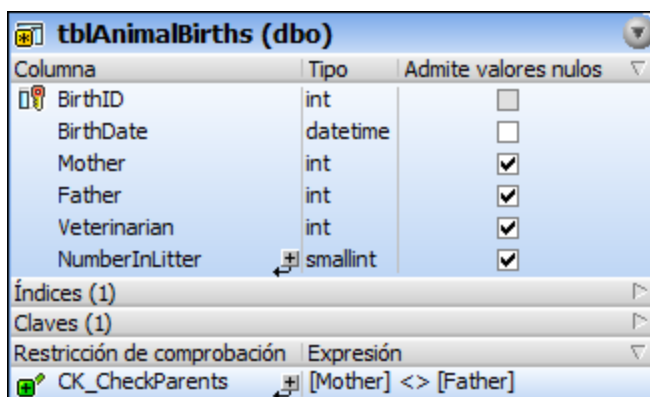 tblAnimalBirths (dbo)
Columna Tipo Admite valores nulos
BirthID int
BirthDate datetime
Mother int
Father int
Veterinarian int
NumberInLitter smallint
Índices (1)
Claves (1)
Restricción de comprobación Expresión
CK_CheckParents [Mother] <> [Father]